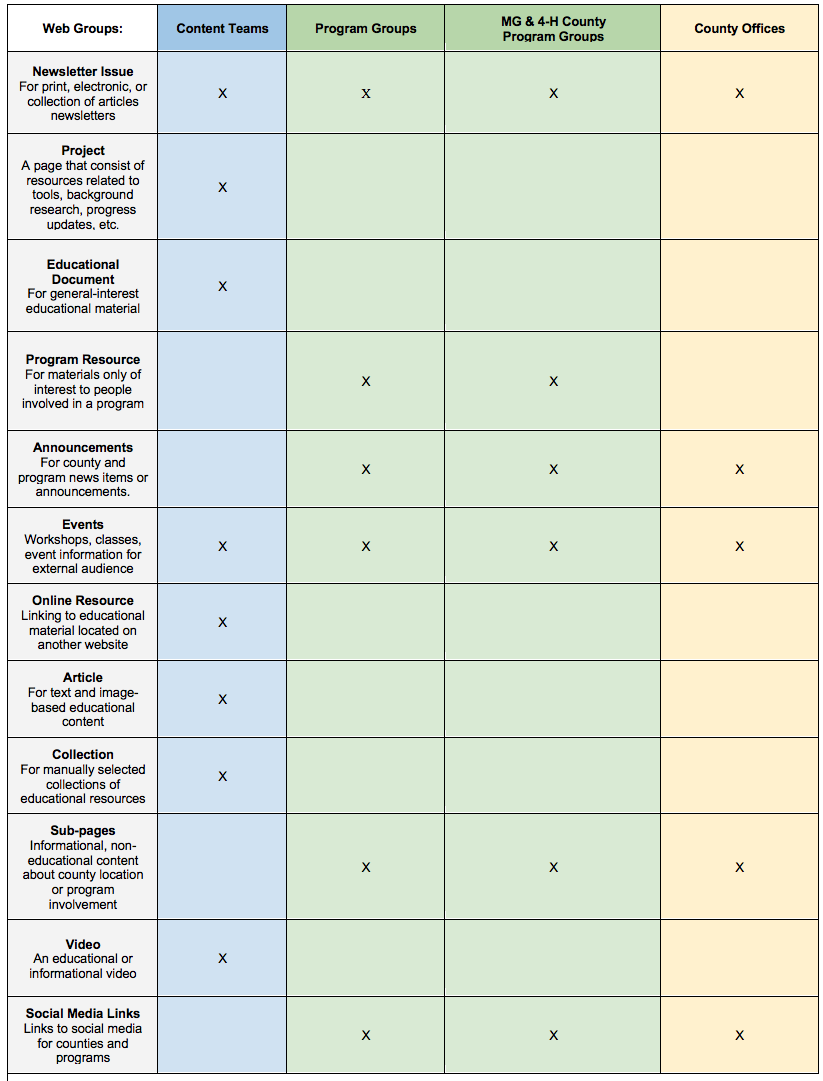 Web Groups:
Content Teams
Program Groups
MG & 4-H County
Program Groups
County Offices
Newsletter Issue
For print, electronic, or
collection of articles
newsletters
X
X
X
X
Project
A page that consist of
resources related to
tools, background
research, progress
updates, etc.
X
Educational
Document
For general-interest
educational material
X
Program Resource
For materials only of
interest to people
involved in a program
X
X
Announcements
For county and
program news items or
announcements.
X
X
X
Events
Workshops, classes,
event information for
external audience
X
X
X
X
Online Resource
Linking to educational
material located on
another website
X
Article
For text and image-
based educational
content
X
Collection
For manually selected
collections of
educational resources
X
Sub-pages
Informational, non-
educational content
about county location
or program
involvement
X
X
X
Video
An educational or
informational video
X
Social Media Links
Links to social media
for counties and
programs
X
X
X